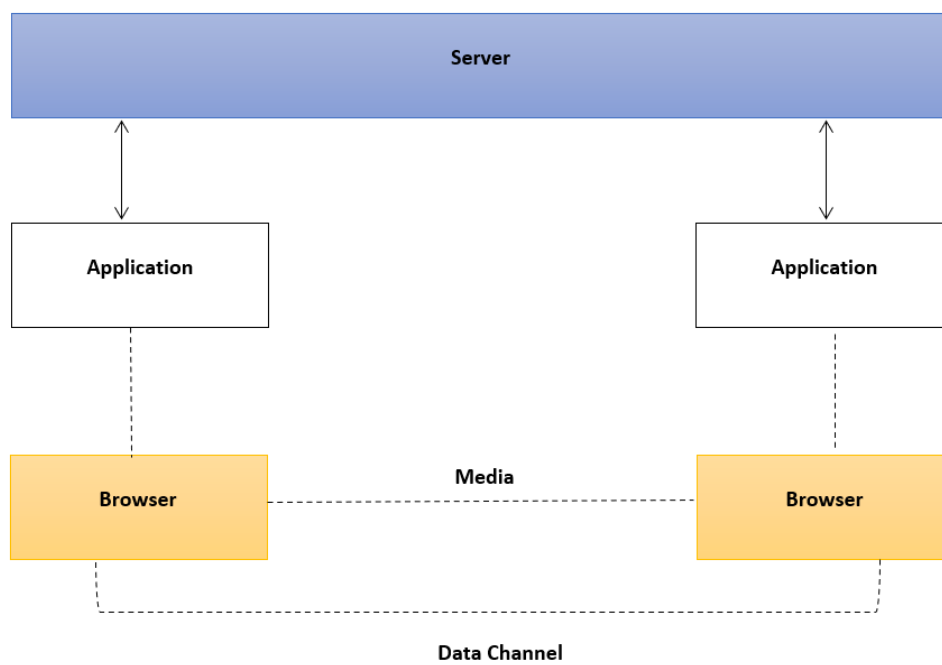 Server
Application
Application
Media
Browser
Browser
Data Channel